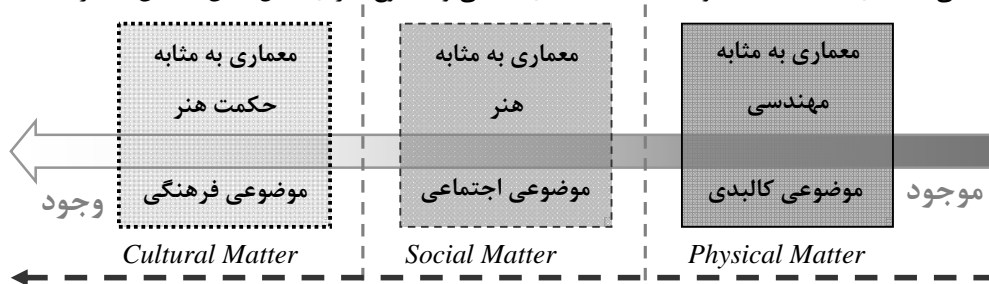 معماری به مثابه
مهندسی
موضوعی کالبدی
معماری به مثابه
هنر
موضوعی اجتماعی
معماری به مثابه
حکمت هنر
موضوعی فرهنگی
موجود
وجود
Cultural Matter
Social Matter
Physical Matter